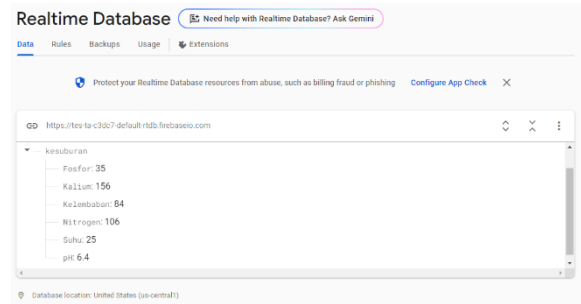 Realtime Database Need help with Realtime Database? Ask Gemini
Data Rules Backups Usage Extensions
Protect your Realtime Database resources from abuse, such as billing fraud or phishing Configure App Check
https://tes-ta-c3dc7-default-rtdb.firebaseio.com
kesuburan
Fosfor: 35
Kalium: 156
Kelembaban: 84
Nitrogen: 106
Suhu: 25
pH: 6.4
Database location: United States (us-central1)